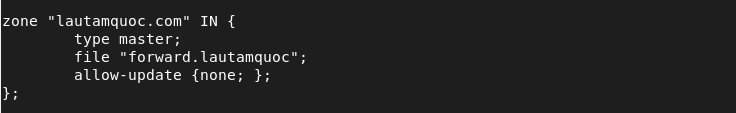 zone "lautamquoc.com" IN {
        type master;
        file "forward.lautamquoc";
        allow-update {none; };
};